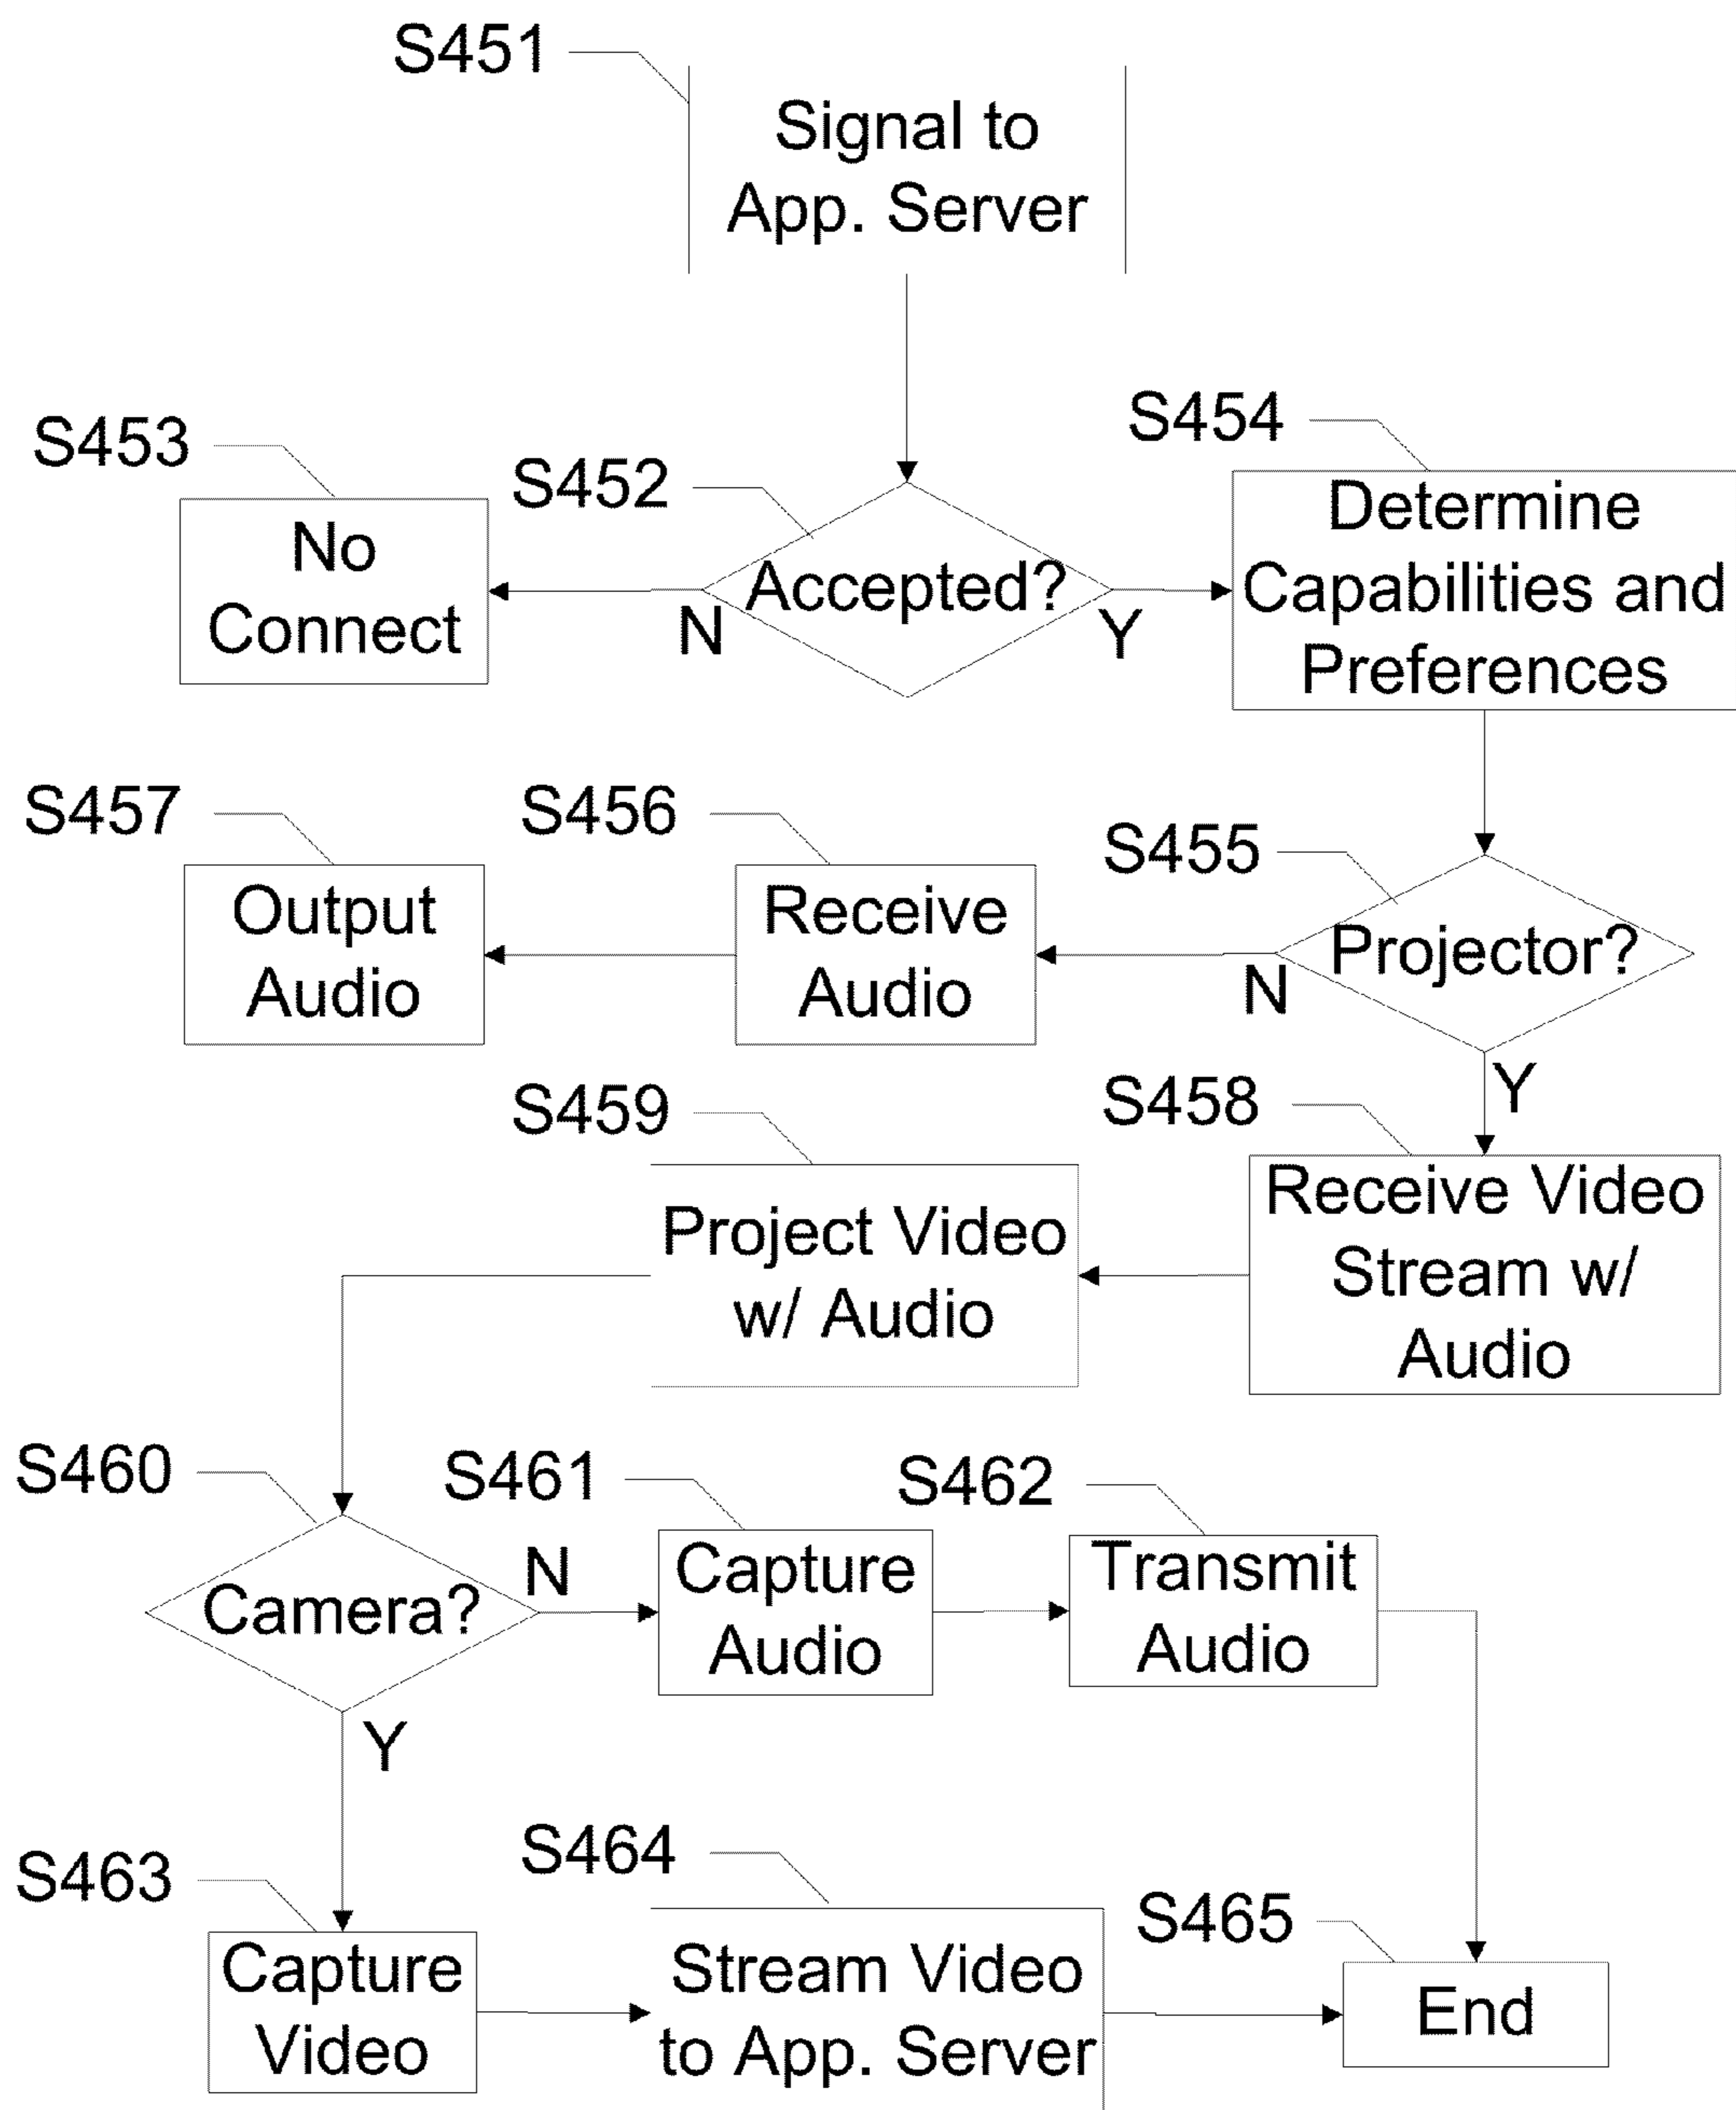 S451
Signal to
App. Server
S453
S452
S454
No
Connect
N
Accepted?
Y
Determine
Capabilities and
Preferences
S457
S456
S455
Output
Audio
Receive
Audio
N
Projector?
Y
S459
S458
Project Video
w/ Audio
Receive Video
Stream w/
Audio
S460
S461
S462
Camera?
N
Capture
Audio
Transmit
Audio
Y
S463
S464
S465
Capture
Video
Stream Video
to App. Server
End